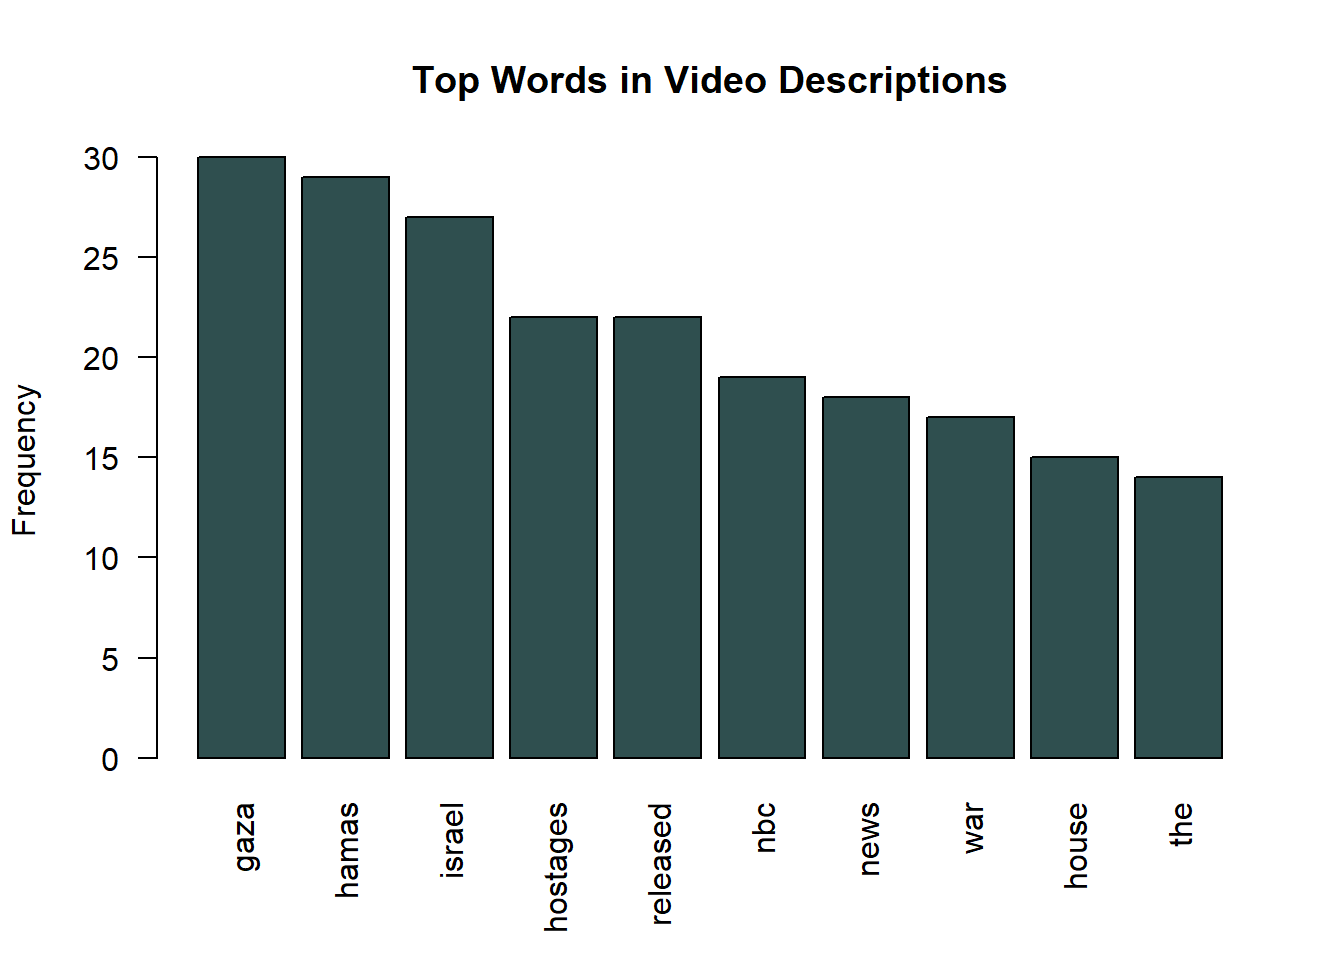 Top Words in Video Descriptions
Frequency
30
25
20
15
10
5
0
gaza
hamas
israel
hostages
released
nbc
news
war
house
the